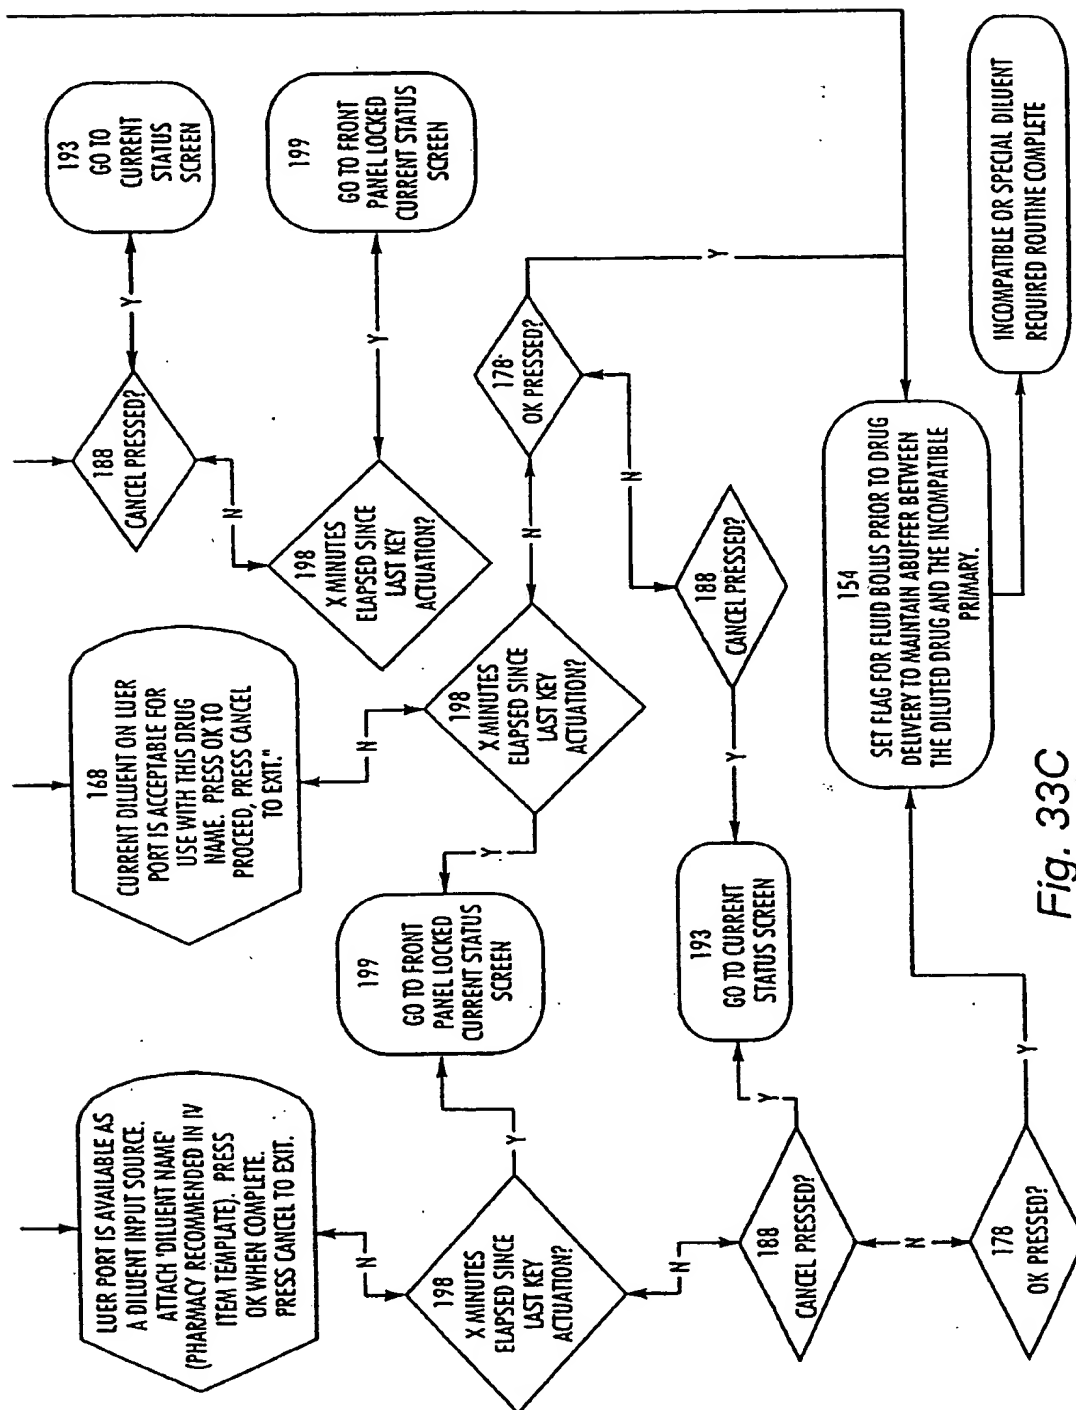 193
GO TO
CURRENT
STATUS
SCREEN
Y
188
CANCEL PRESSED?
N
199
GO TO FRONT
PANEL LOCKED
CURRENT STATUS
SCREEN
Y
198
X MINUTES
ELAPSED SINCE
LAST KEY
ACTUATION?
168
CURRENT DILUENT ON LUER
PORT IS ACCEPTABLE FOR
USE WITH THIS DRUG
NAME. PRESS OK TO
PROCEED, PRESS CANCEL
TO EXIT."
N
198
X MINUTES
ELAPSED SINCE
LAST KEY
ACTUATION?
N
178
OK PRESSED?
Y
N
188
CANCEL PRESSED?
Y
Y
199
GO TO FRONT
PANEL LOCKED
CURRENT STATUS
SCREEN
193
GO TO CURRENT
STATUS SCREEN
LUER PORT IS AVAILABLE AS
A DILUENT INPUT SOURCE.
ATTACH 'DILUENT NAME'
(PHARMACY RECOMMENDED IN IV
ITEM TEMPLATE). PRESS
OK WHEN COMPLETE.
PRESS CANCEL TO EXIT.
N
198
X MINUTES
ELAPSED SINCE
LAST KEY
ACTUATION?
Y
N
188
CANCEL PRESSED?
Y
N
178
OK PRESSED?
Y
154
SET FLAG FOR FLUID BOLUS PRIOR TO DRUG
DELIVERY TO MAINTAIN ABUFFER BETWEEN
THE DILUTED DRUG AND THE INCOMPATIBLE
PRIMARY.
INCOMPATIBLE OR SPECIAL DILUENT
REQUIRED ROUTINE COMPLETE
Fig. 33C